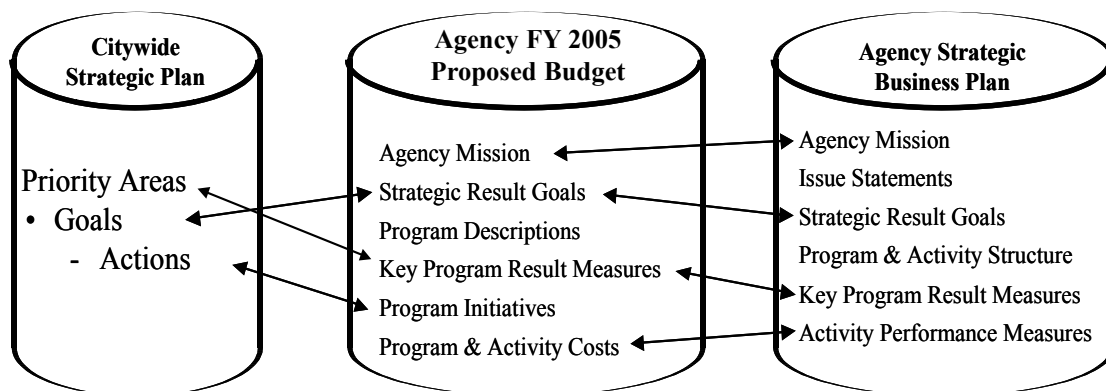 Citywide
Strategic Plan
Priority Areas
• Goals
- Actions
Agency FY 2005
Proposed Budget
Agency Mission
Strategic Result Goals
Program Descriptions
Key Program Result Measures
Program Initiatives
Program & Activity Costs
Agency Strategic
Business Plan
Agency Mission
Issue Statements
Strategic Result Goals
Program & Activity Structure
Key Program Result Measures
Activity Performance Measures